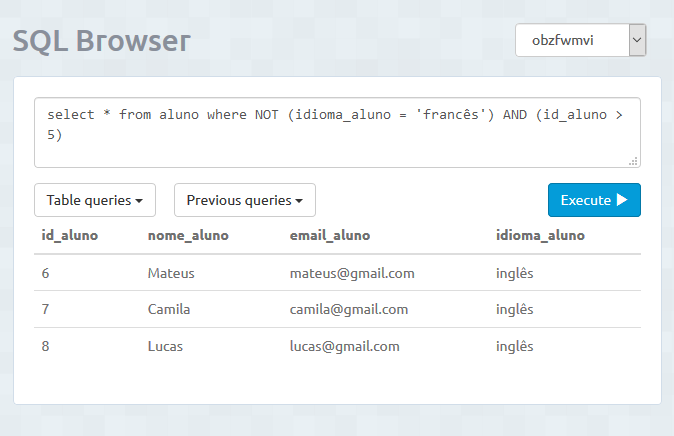 SQL Browser
obzfwmvi
select * from aluno where NOT (idioma_aluno = 'francês') AND (id_aluno >
5)
Table queries Previous queries Execute
id_aluno nome_aluno email_aluno idioma_aluno
6 Mateus mateus@gmail.com inglês
7 Camila camila@gmail.com inglês
8 Lucas lucas@gmail.com inglês